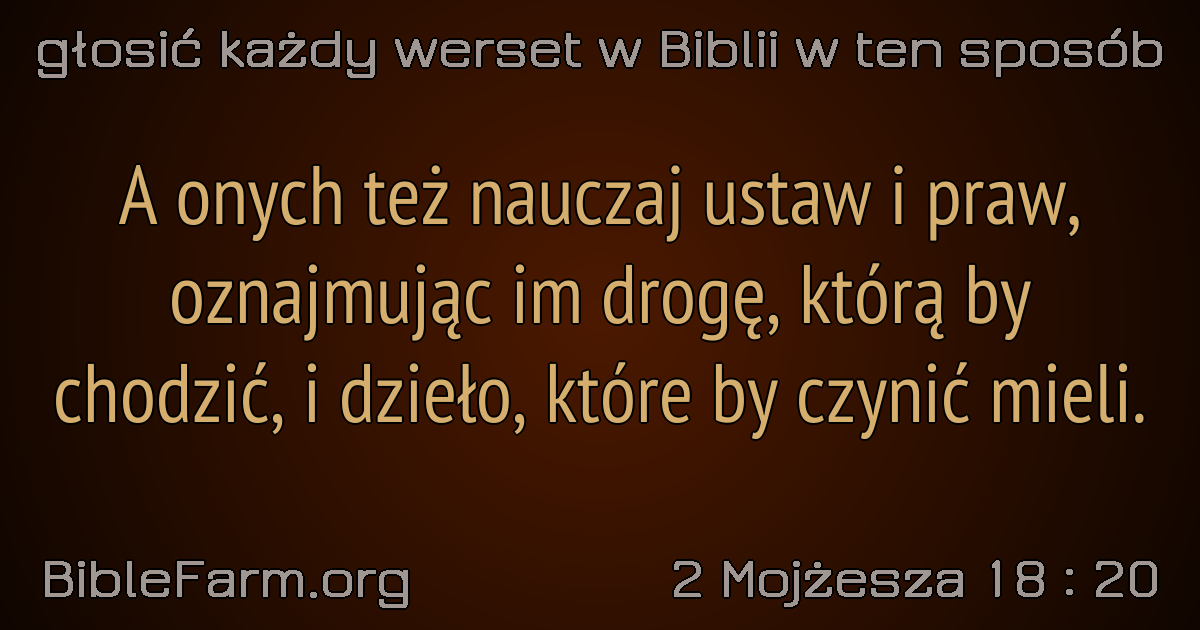 głosić każdy werset w Biblii w ten sposób
A onych też nauczaj ustaw i praw,
oznajmując im drogę, którą by
chodzić, i dzieło, które by czynić mieli.
BibleFarm.org
2 Mojżesza 18 : 20